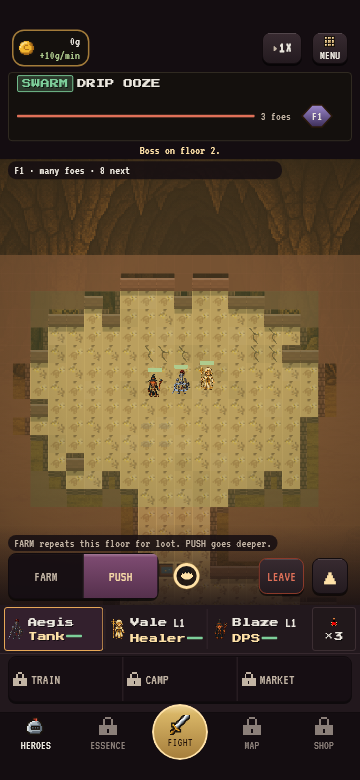 0g
+10g/min
1X
MENU
SWARM DRIP OOZE
3 foes
F1
Boss on floor 2.
F1 · many foes · 8 next
FARM repeats this floor for loot. PUSH goes deeper.
FARM
PUSH
LEAVE
Aegis
Tank
Vale L1
Healer
Blaze L1
DPS
×3
TRAIN
CAMP
MARKET
HEROES
ESSENCE
FIGHT
MAP
SHOP